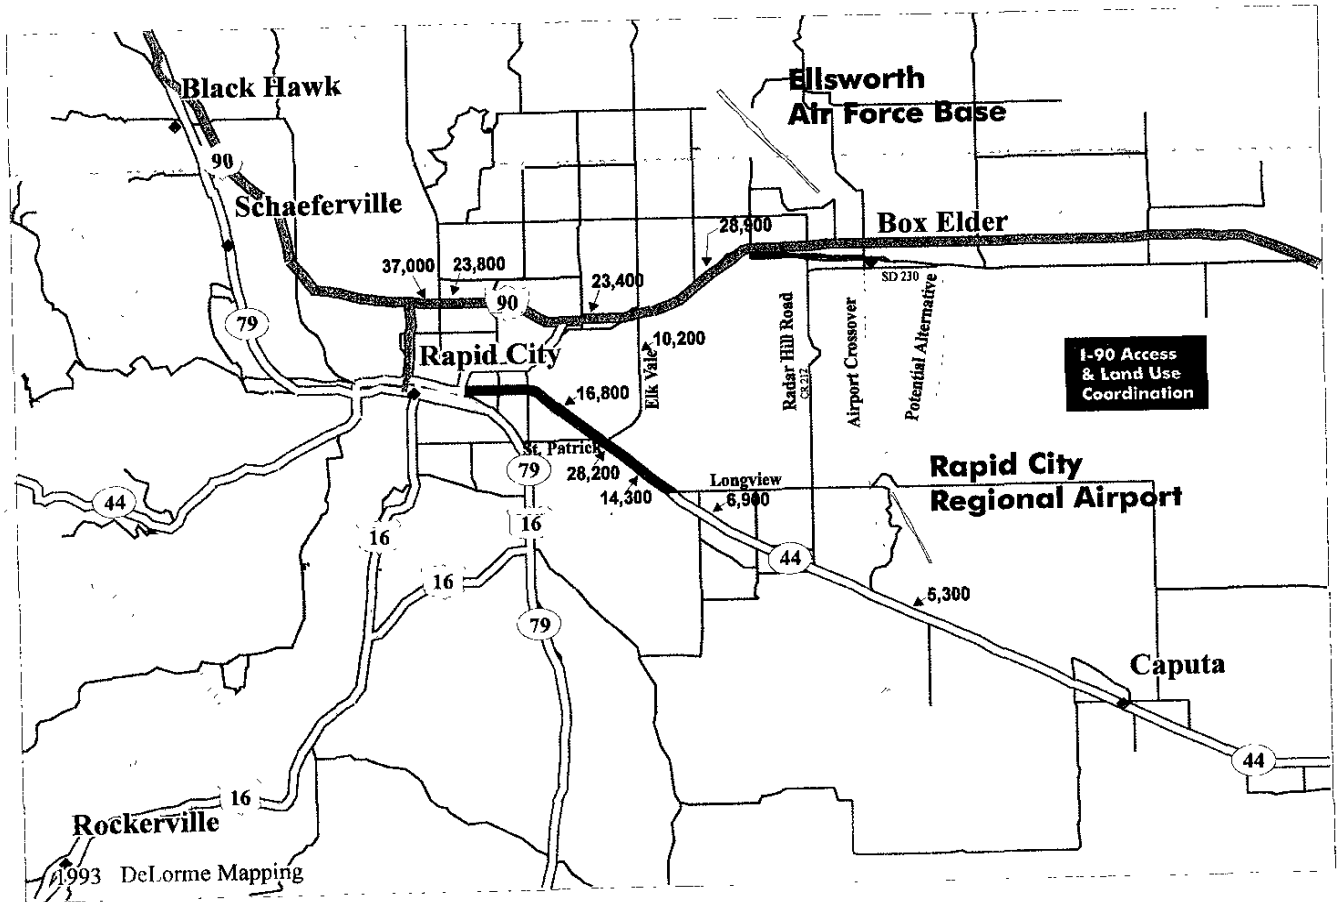 Black Hawk
Ellsworth
Air Force Base
90
Schaeferville
Box Elder
28,900
37,000
23,800
23,400
SD 230
90
79
10,200
Rapid City
Elk Vale
Radar Hill Road
CR 212
Airport Crossover
Potential Alternative
I-90 Access
& Land Use
Coordination
16,800
St. Patrick
28,200
14,300
Longview
6,900
Rapid City
Regional Airport
79
44
16
16
44
16
5,300
79
Caputa
44
16
Rockerville
1993 DeLorme Mapping